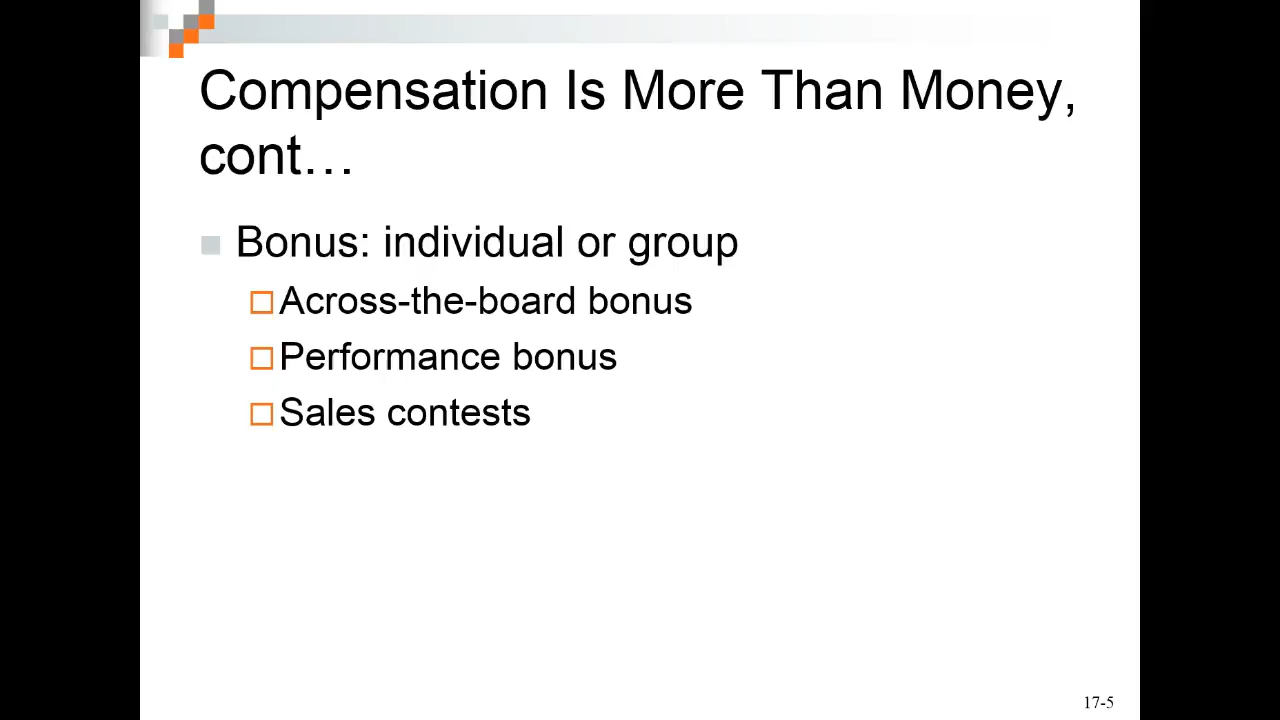 Compensation Is More Than Money,
cont…
Bonus: individual or group
Across-the-board bonus
Performance bonus
Sales contests
17-5